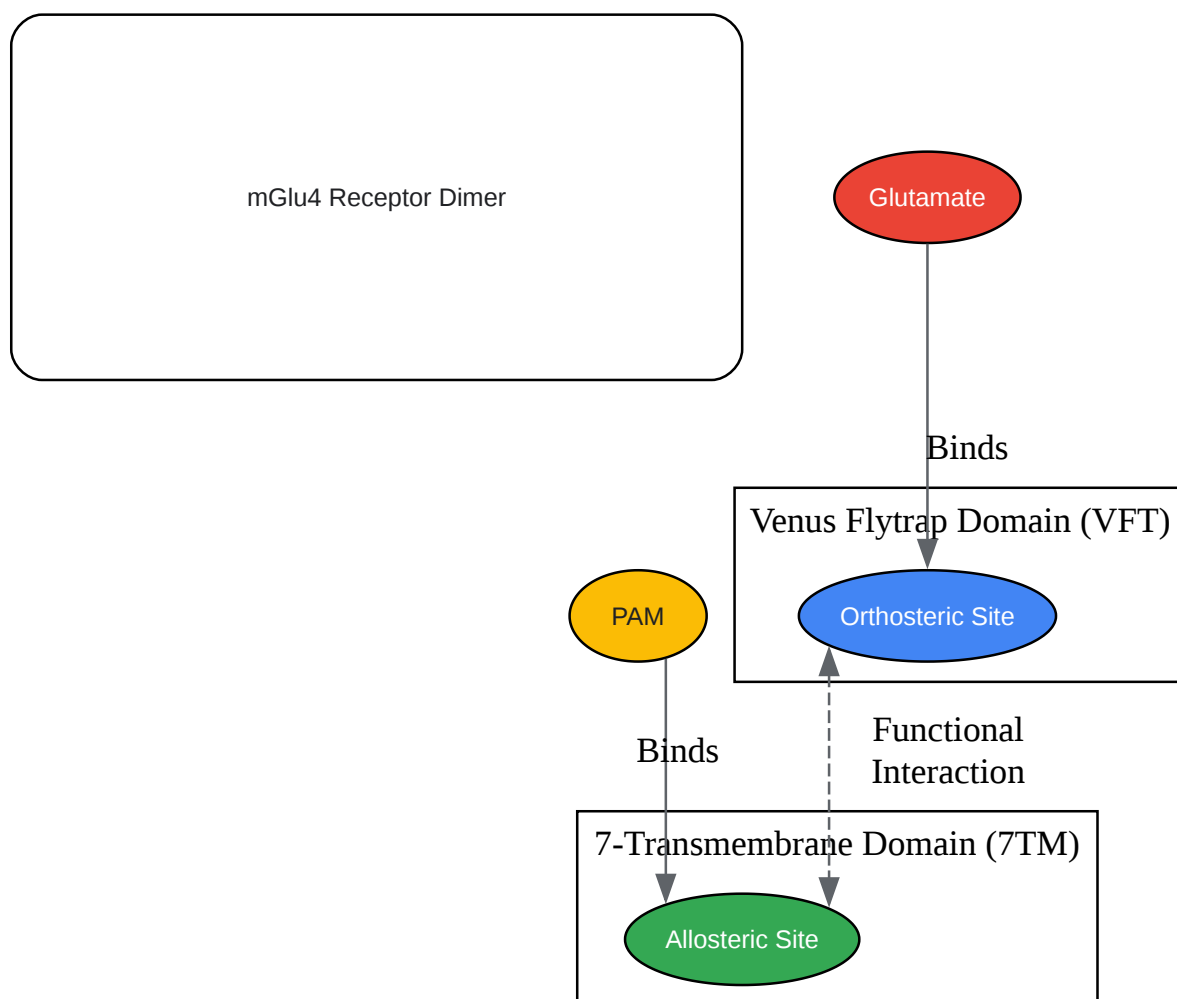 mGlu4 Receptor Dimer
Glutamate
Binds
Venus Flytrap Domain (VFT)
PAM
Orthosteric Site
Binds
Functional
Interaction
7-Transmembrane Domain (7TM)
Allosteric Site